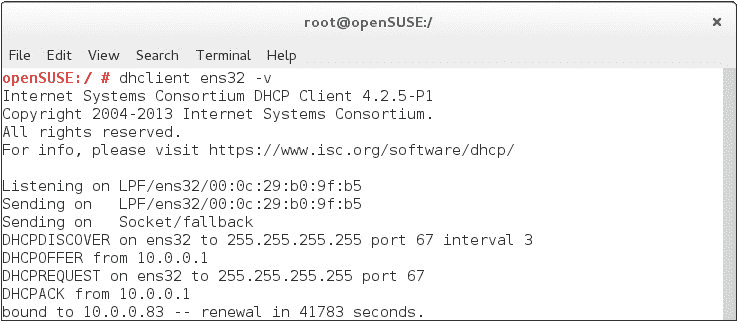 root@openSUSE:/ ×
File Edit View Search Terminal Help
openSUSE:/ # dhclient ens32 -v
Internet Systems Consortium DHCP Client 4.2.5-P1
Copyright 2004-2013 Internet Systems Consortium.
All rights reserved.
For info, please visit https://www.isc.org/software/dhcp/
Listening on LPF/ens32/00:0c:29:b0:9f:b5
Sending on   LPF/ens32/00:0c:29:b0:9f:b5
Sending on   Socket/fallback
DHCPDISCOVER on ens32 to 255.255.255.255 port 67 interval 3
DHCPOFFER from 10.0.0.1
DHCPREQUEST on ens32 to 255.255.255.255 port 67
DHCPACK from 10.0.0.1
bound to 10.0.0.83 -- renewal in 41783 seconds.